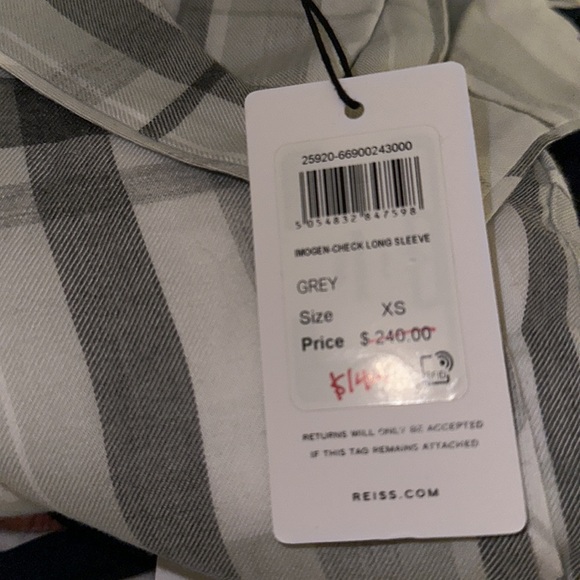 25920-66900243000
5 054832 847598
IMOGEN-CHECK LONG SLEEVE
GREY
Size XS
Price $ 240.00
RETURNS WILL ONLY BE ACCEPTED
IF THIS TAG REMAINS ATTACHED
REISS.COM